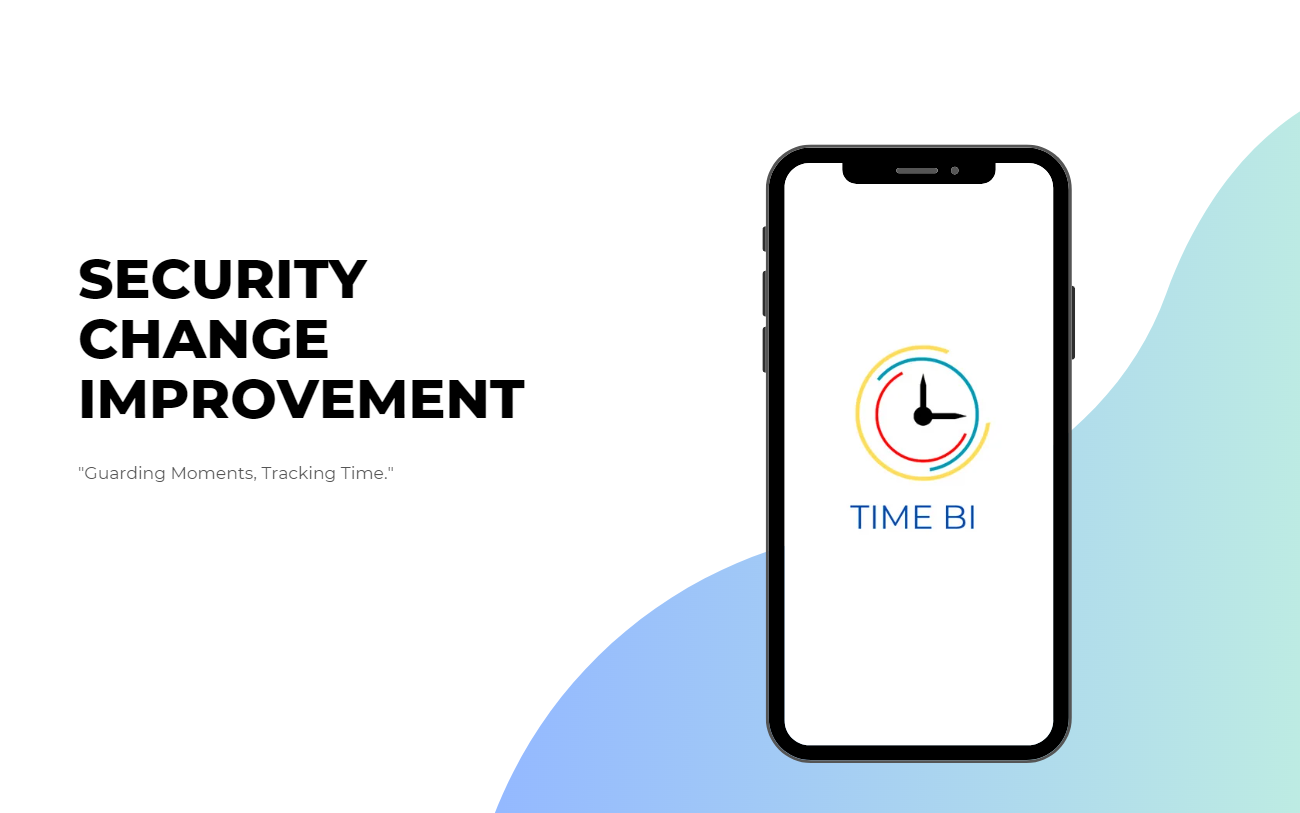 SECURITY
CHANGE
IMPROVEMENT
"Guarding Moments, Tracking Time."
TIME BI